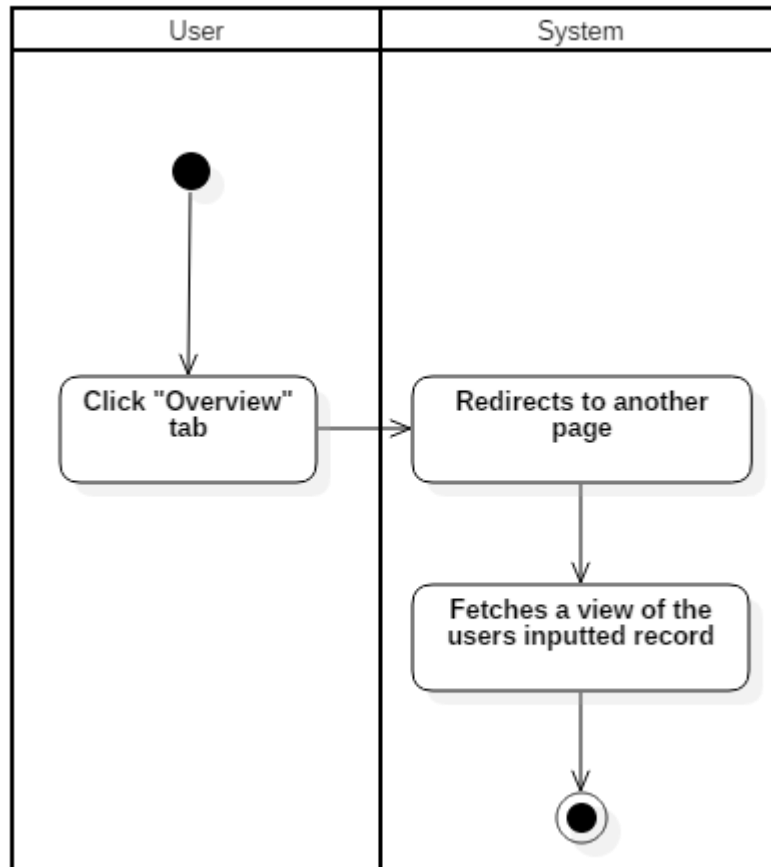 User
System
Click "Overview"
tab
Redirects to another
page
Fetches a view of the
users inputted record